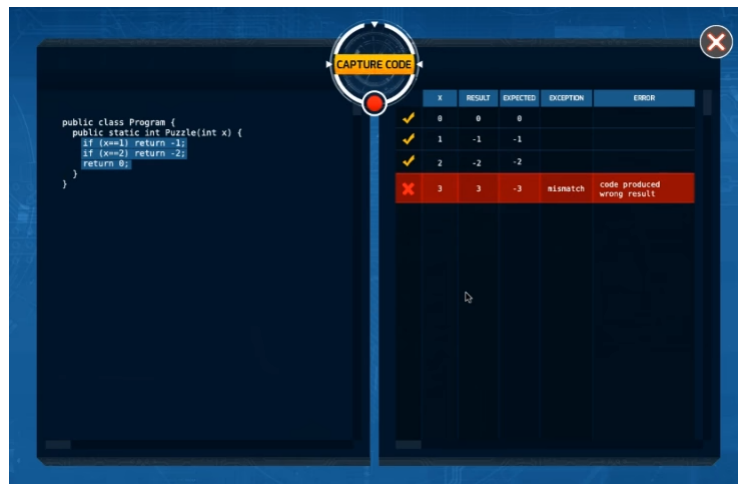 CAPTURE CODE
public class Program {
public static int Puzzle(int x) {
if (x==1) return -1;
if (x==2) return -2;
return 0;
}
}
X RESULT EXPECTED EXCEPTION ERROR
0 0 0
1 -1 -1
2 -2 -2
3 3 -3 mismatch code produced
wrong result